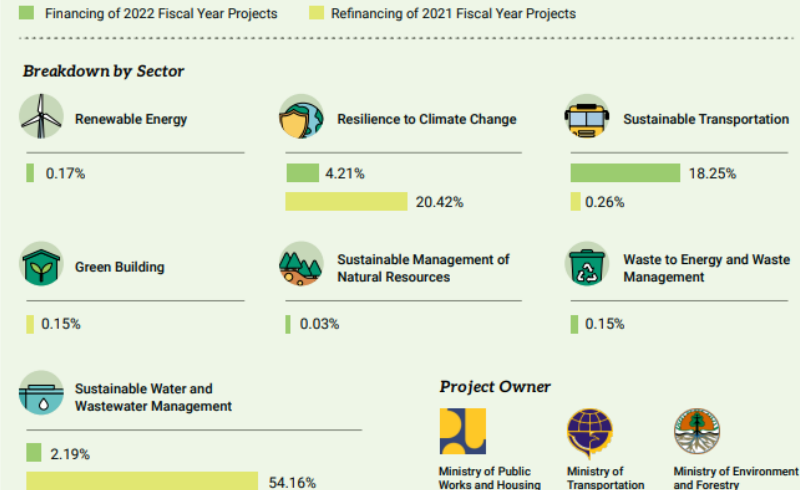 Financing of 2022 Fiscal Year Projects
Refinancing of 2021 Fiscal Year Projects
Breakdown by Sector
Renewable Energy
0.17%
Resilience to Climate Change
4.21%
20.42%
Sustainable Transportation
18.25%
0.26%
Green Building
0.15%
Sustainable Management of
Natural Resources
0.03%
Waste to Energy and Waste
Management
0.15%
Sustainable Water and
Wastewater Management
2.19%
54.16%
Project Owner
Ministry of Public
Works and Housing
Ministry of
Transportation
Ministry of Environment
and Forestry